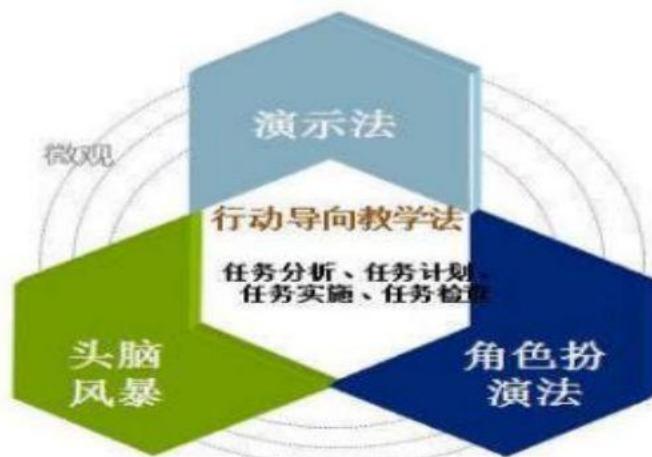 演示法
微观
行动导向教学法
任务分析、任务计划、
任务实施、任务检查
头脑
风暴
角色扮
演法